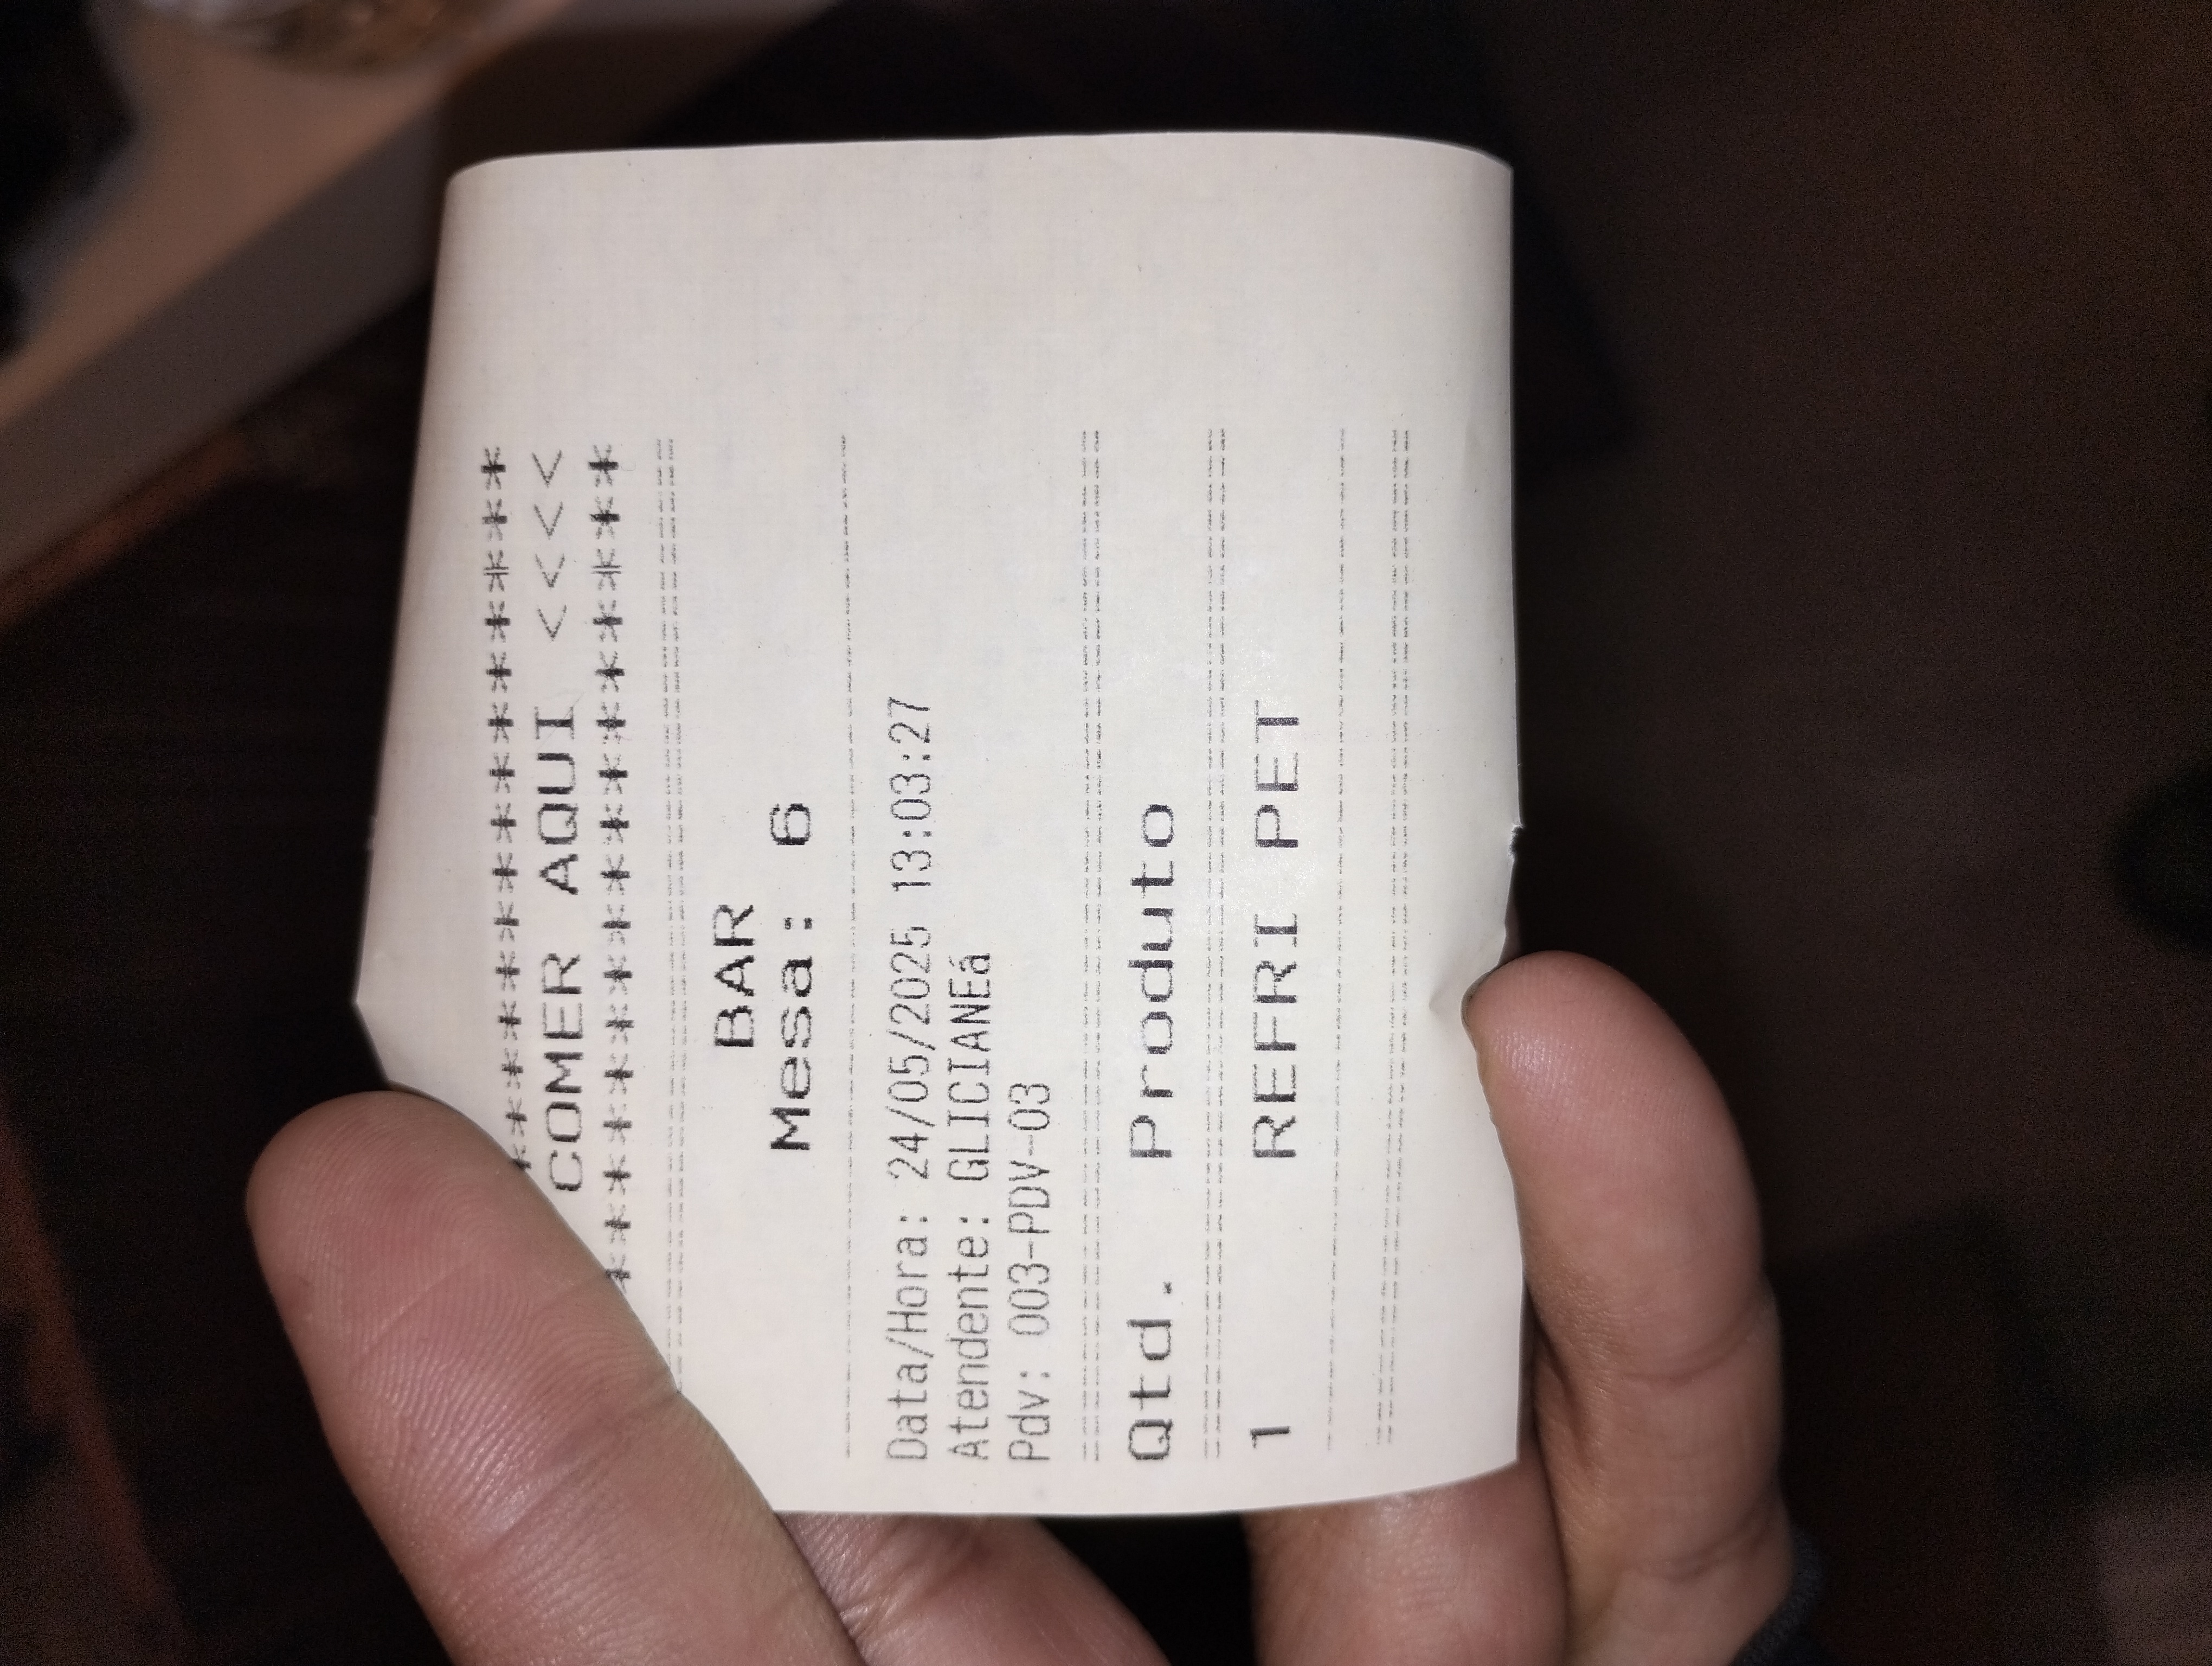 *****************
COMER AQUI <<<<
*****************
BAR
Mesa: 6
Data/Hora: 24/05/2025 13:03:27
Atendente: GLICIANEá
Pdv: 003-PDV-03
Qtd. Produto
1 REFRI PET